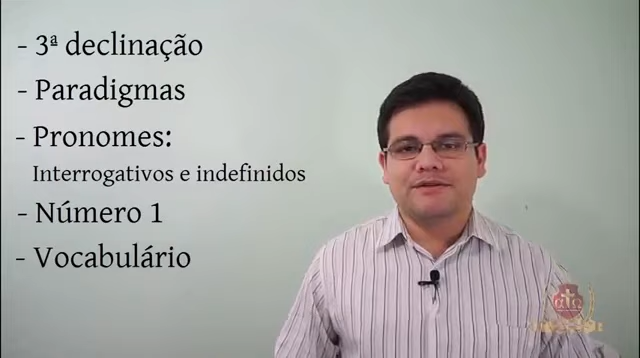 - 3ª declinação
- Paradigmas
- Pronomes:
Interrogativos e indefinidos
- Número 1
- Vocabulário